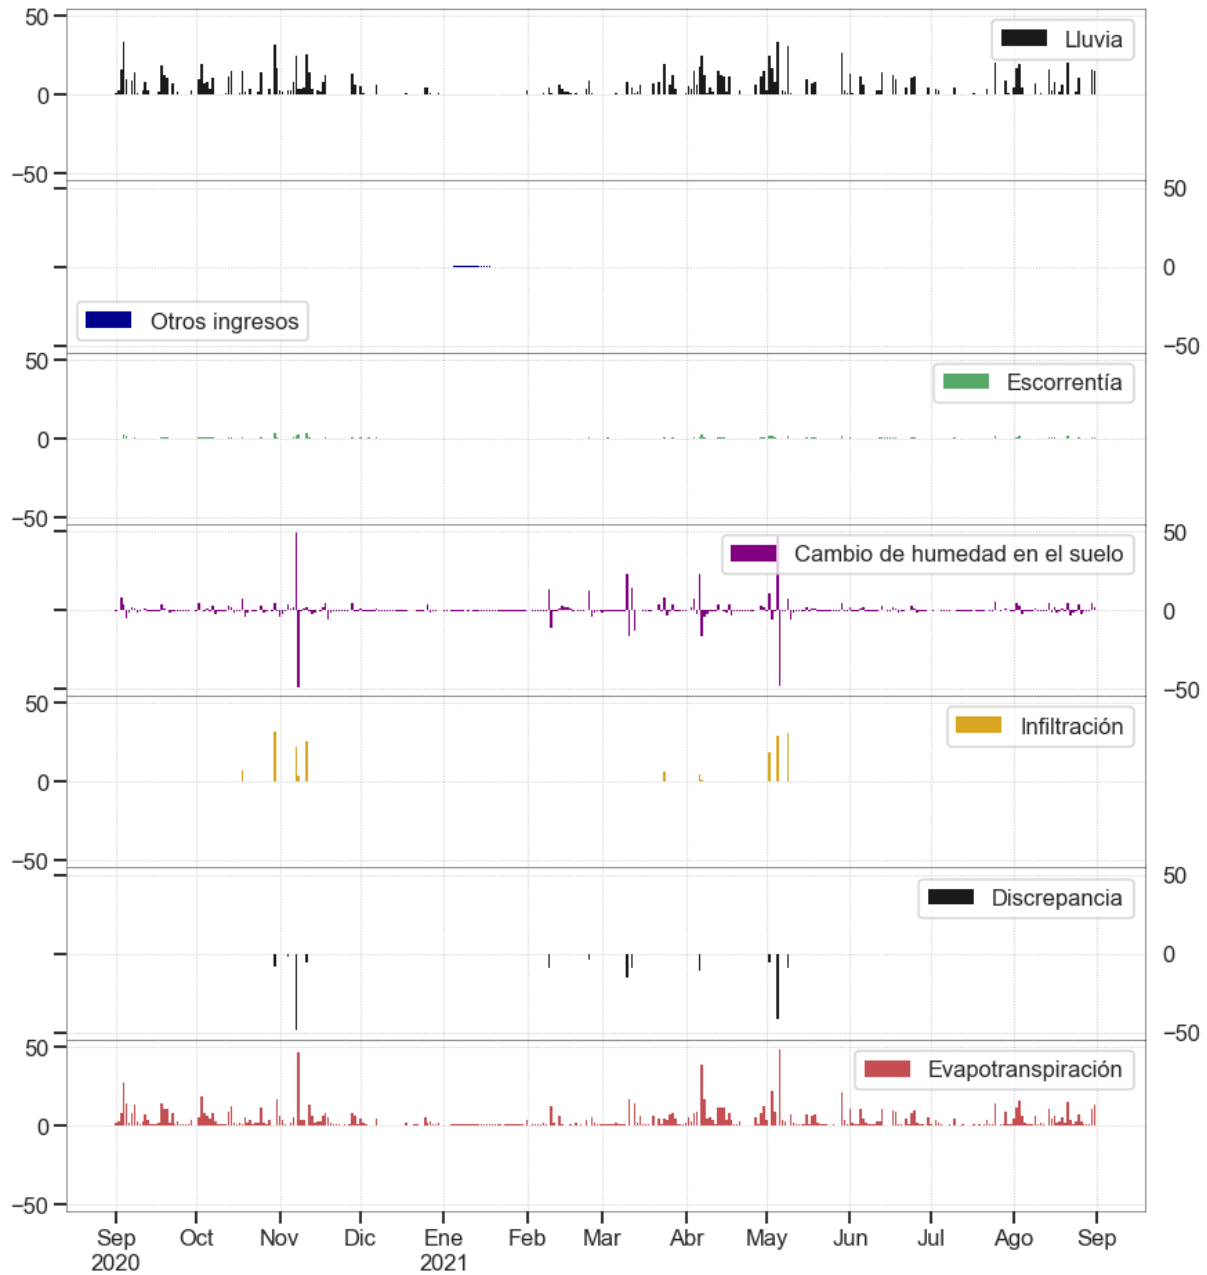 50
Lluvia
0
−50
50
0
Otros ingresos
−50
50
Escorrentía
0
−50
50
Cambio de humedad en el suelo
0
−50
50
Infiltración
0
−50
50
Discrepancia
0
−50
50
Evapotranspiración
0
−50
Sep Oct Nov Dic Ene Feb Mar Abr May Jun Jul Ago Sep
2020 2021